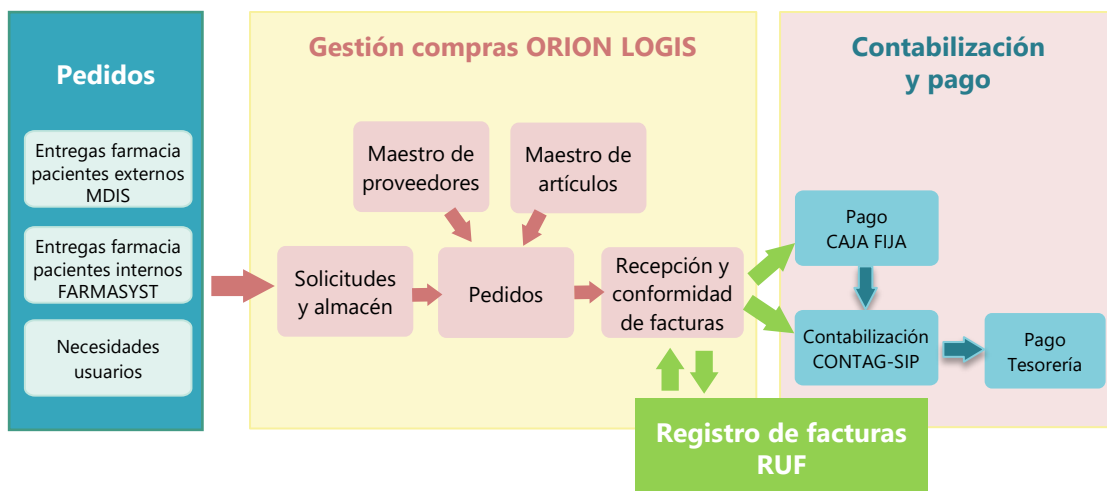 Pedidos
Entregas farmacia
pacientes externos
MDIS
Entregas farmacia
pacientes internos
FARMASYST
Necesidades
usuarios
Gestión compras ORION LOGIS
Maestro de
proveedores
Maestro de
artículos
Solicitudes
y almacén
Pedidos
Recepción y
conformidad
de facturas
Registro de facturas
RUF
Contabilización
y pago
Pago
CAJA FIJA
Contabilización
CONTAG-SIP
Pago
Tesorería